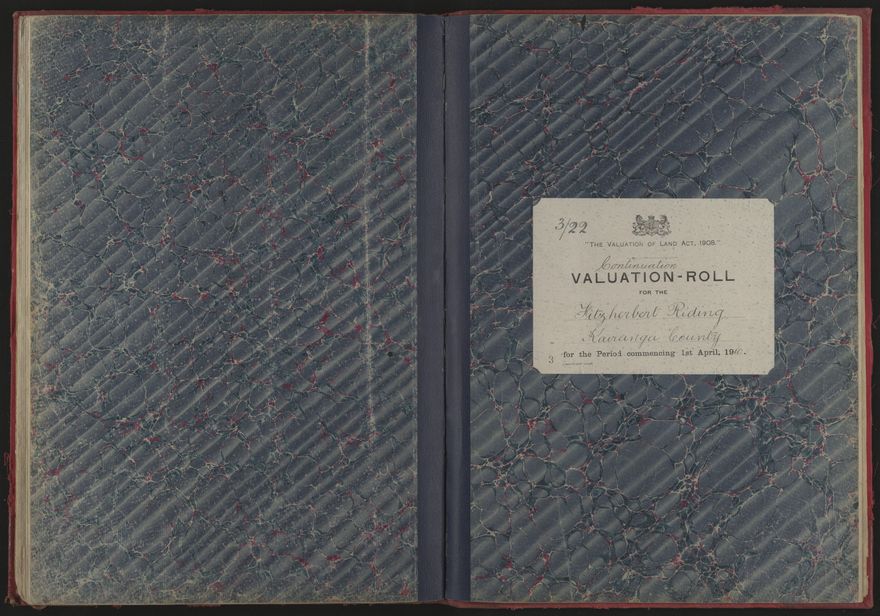 3/22
"THE VALUATION OF LAND ACT, 1908."
Continuation
VALUATION-ROLL
FOR THE
Fitzherbert Riding
Kairanga County
for the Period commencing 1st April, 191
3